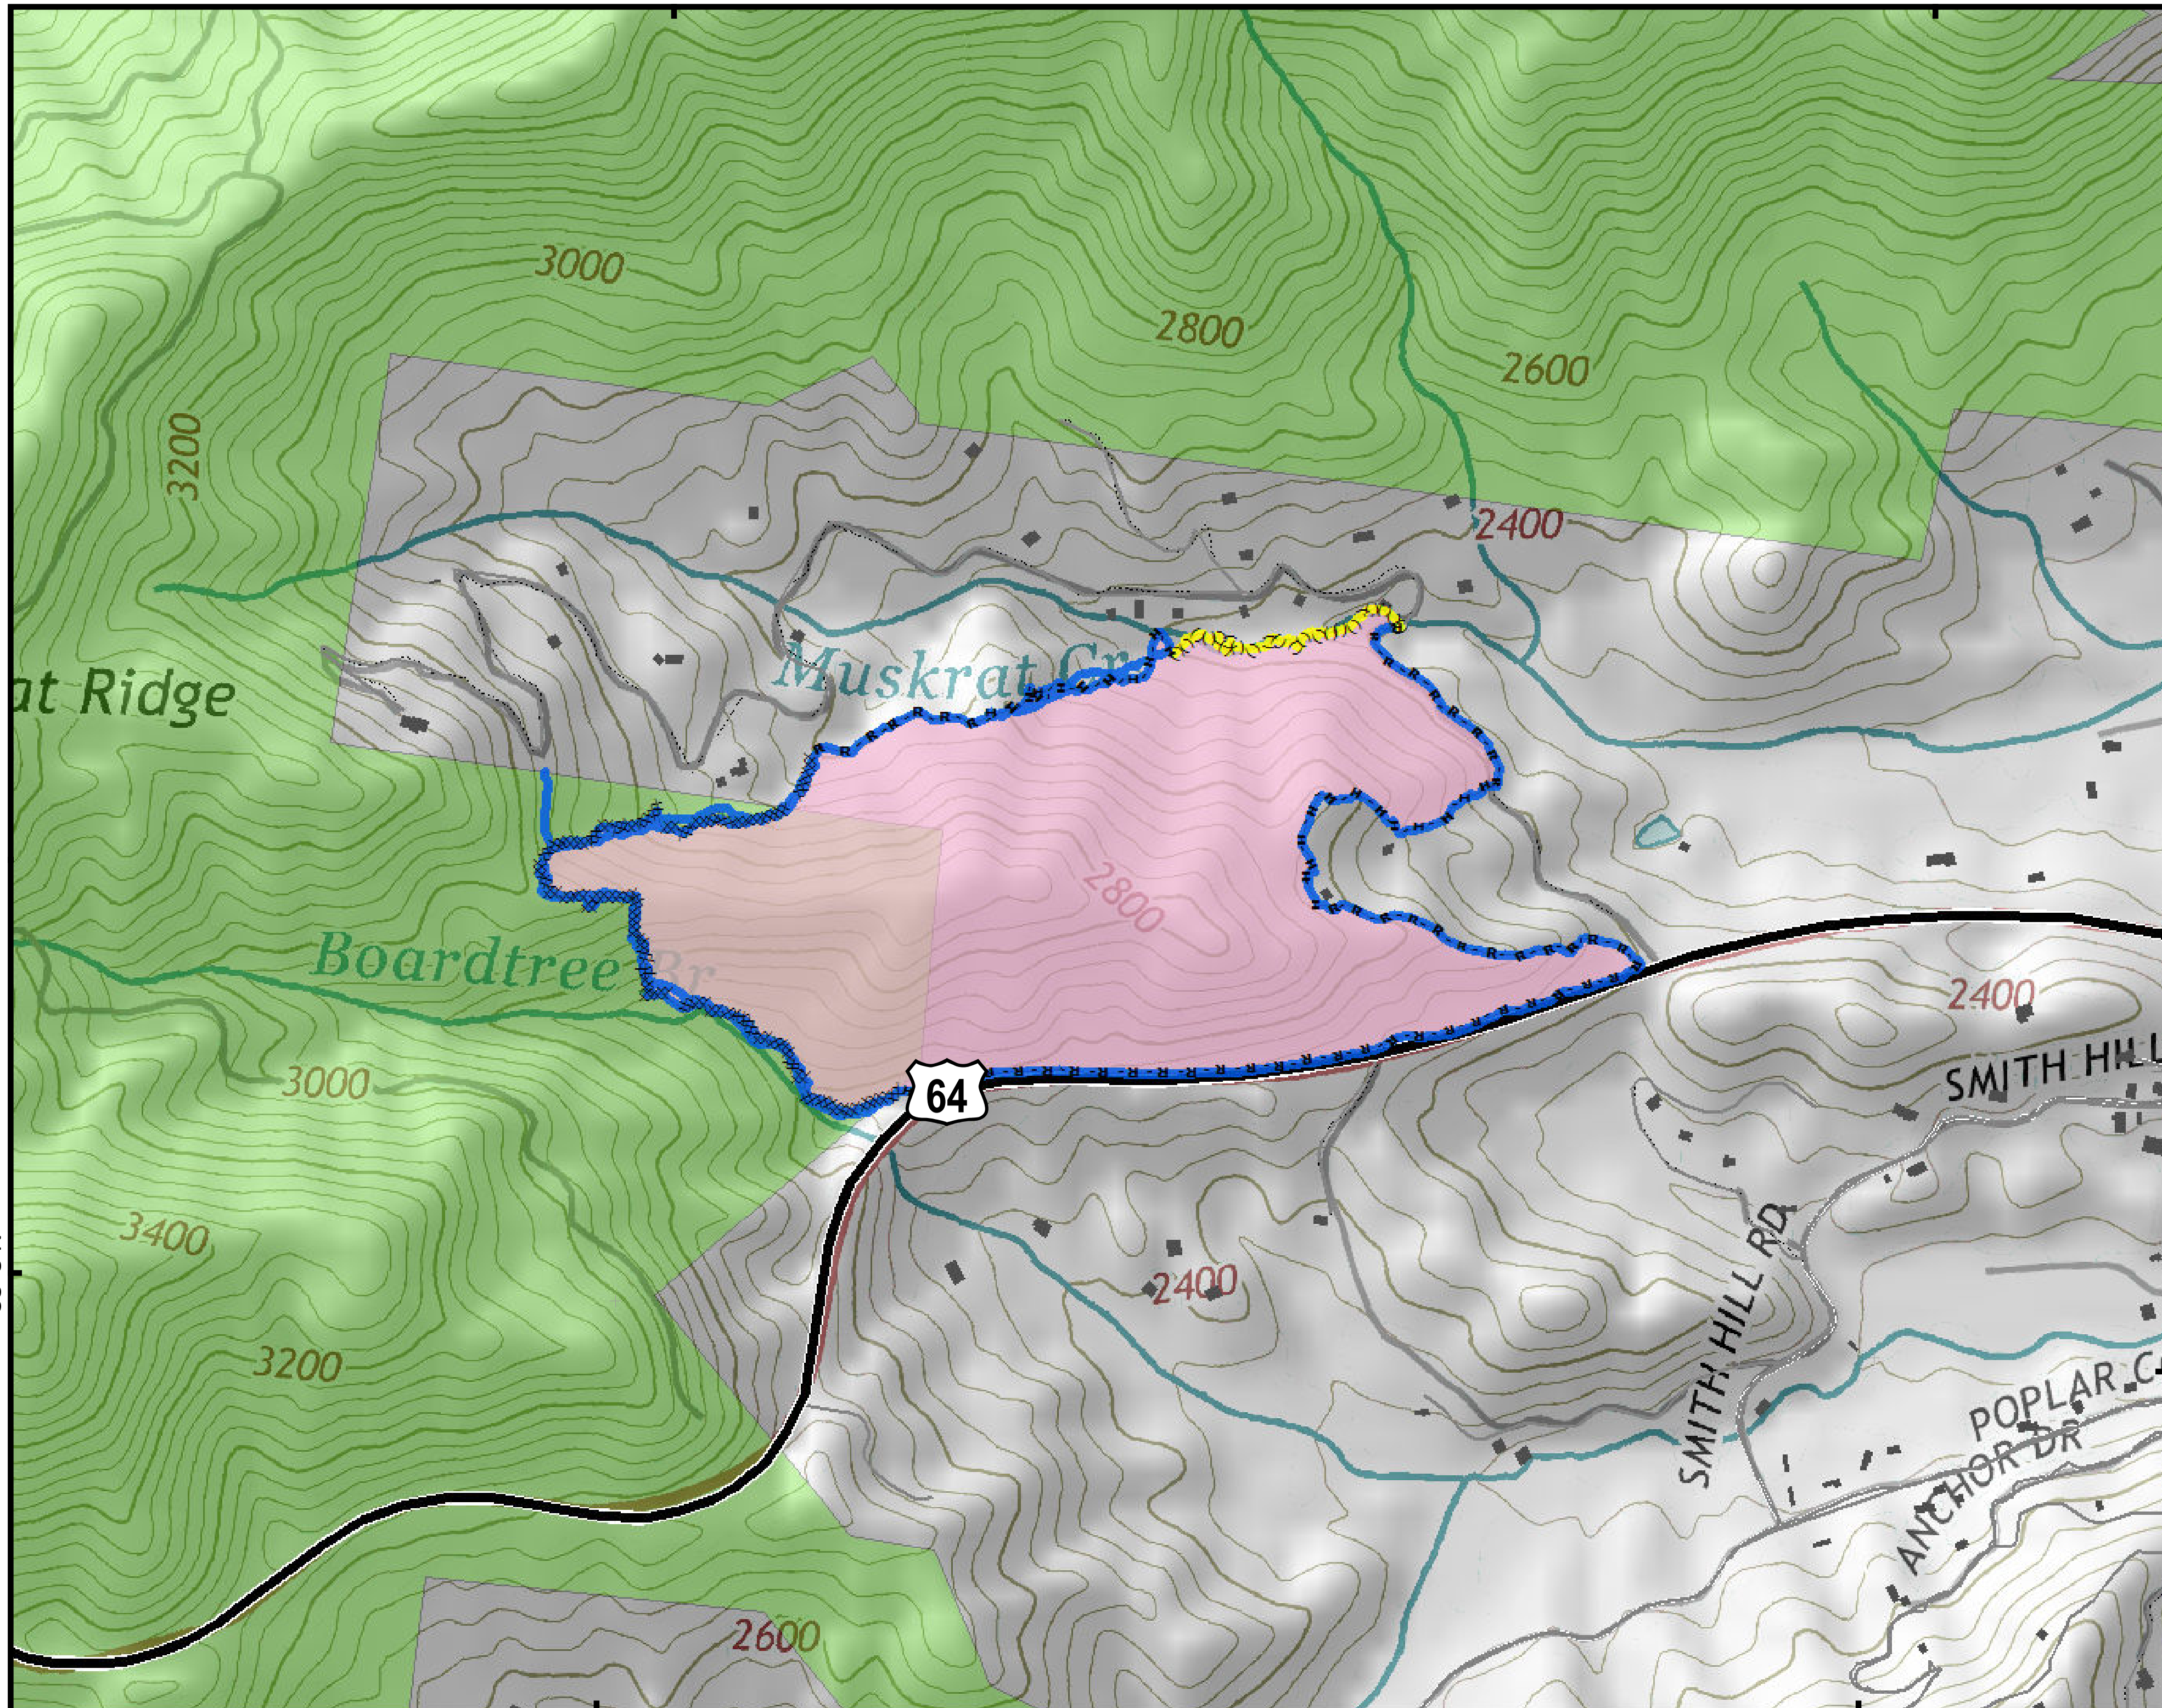 3000
2800
2600
3200
2400
Muskrat Cr
at Ridge
2800
Boardtree Br
2400
3000
64
SMITH HILL
3400
2400
SMITH HILL RD
3200
POPLAR C
ANCHOR DR
2600